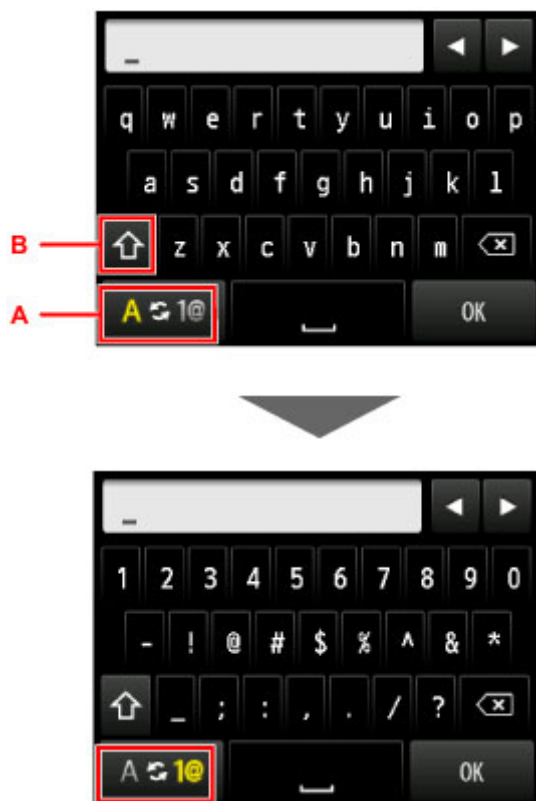 _
q w e r t y u i o p
a s d f g h j k l
B
z x c v b n m
A
A 1@ OK
_
1 2 3 4 5 6 7 8 9 0
- ! @ # $ % ^ & *
_ ; : , . / ?
A 1@ OK